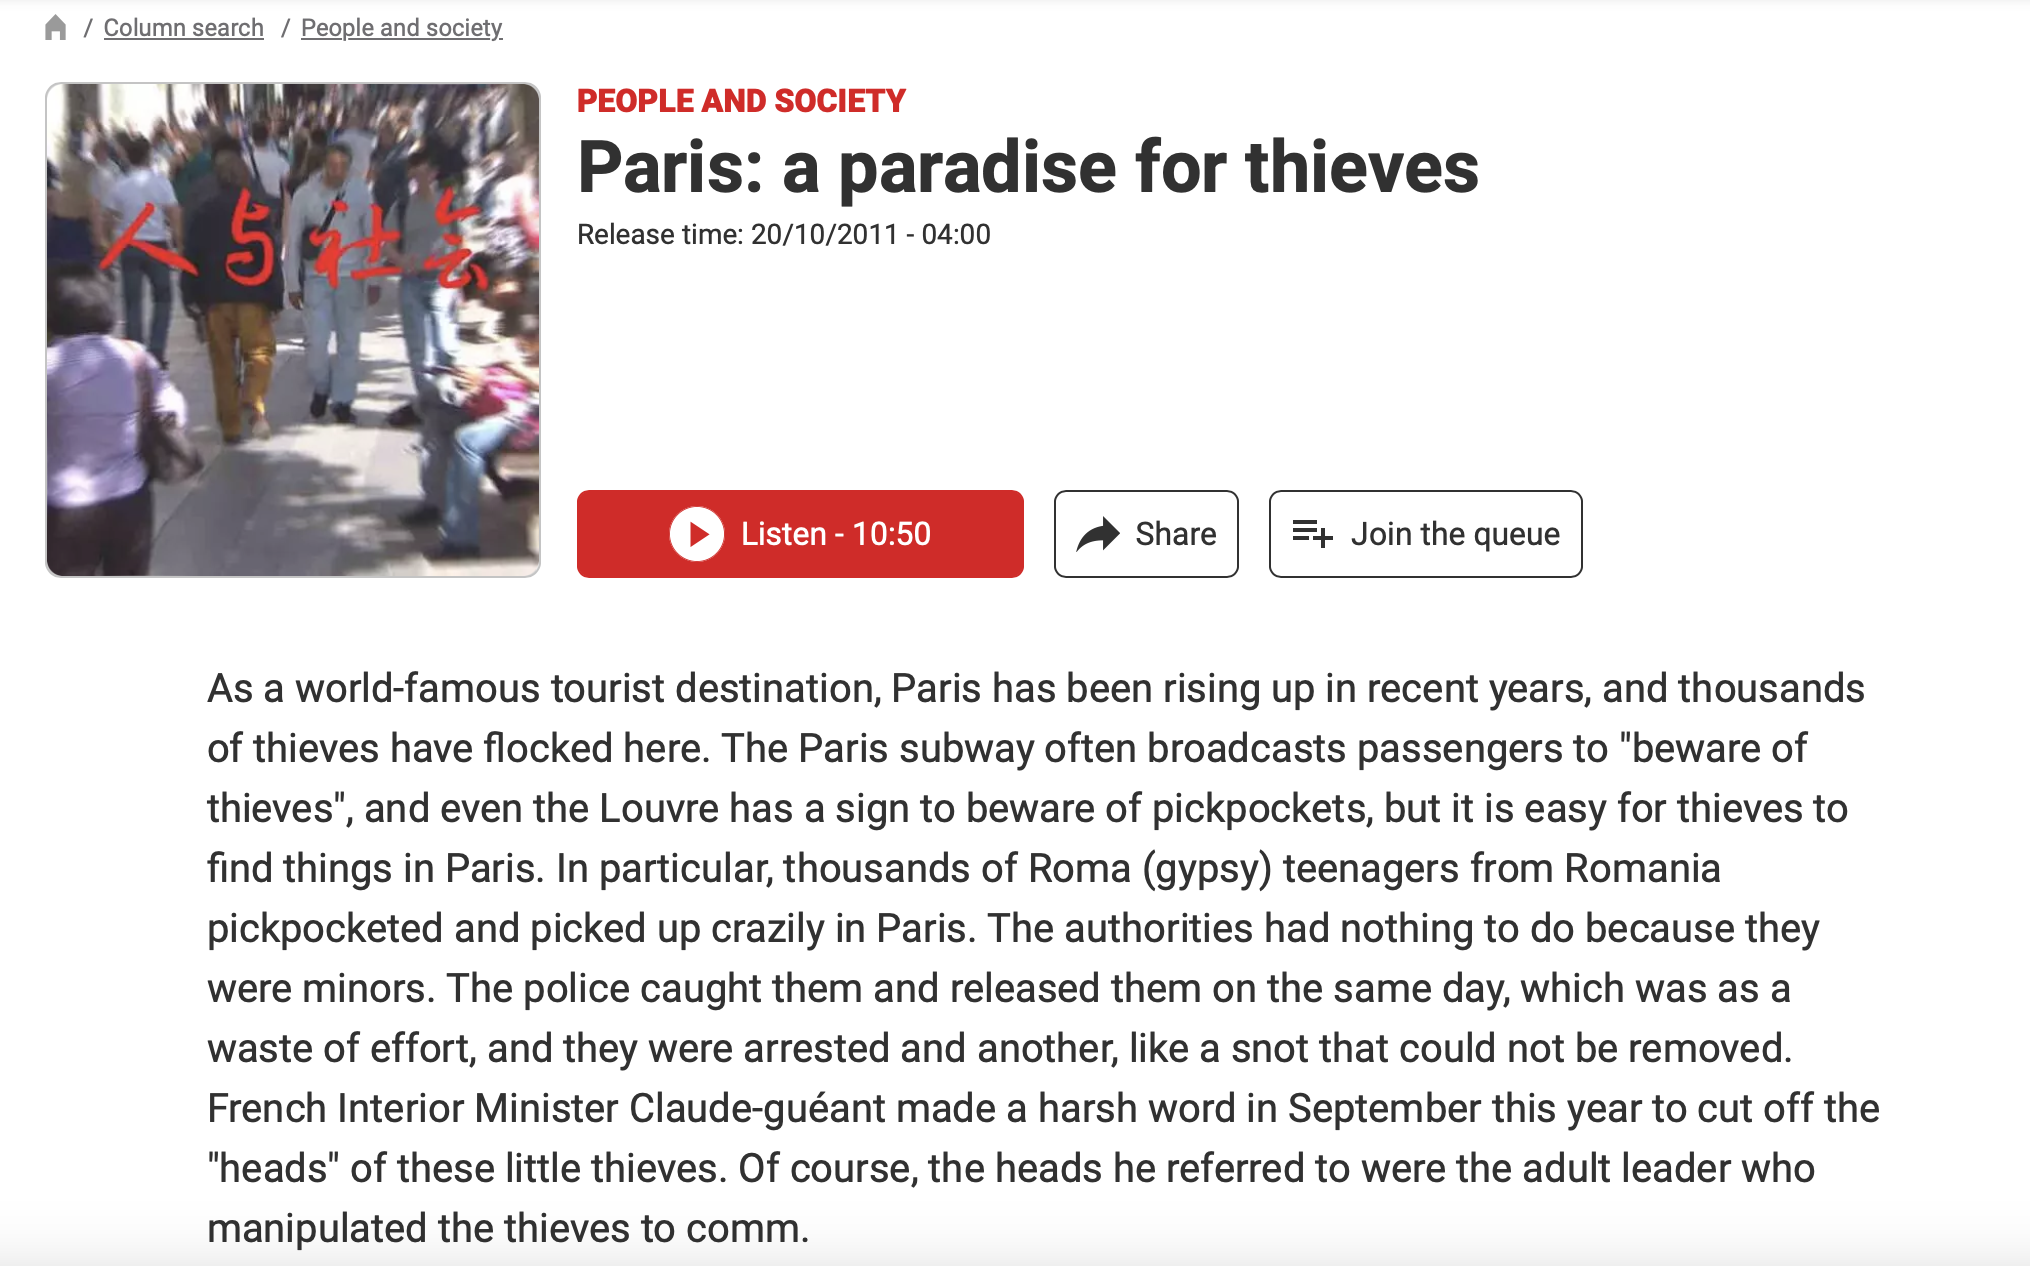 / Column search / People and society
人与社会
PEOPLE AND SOCIETY
Paris: a paradise for thieves
Release time: 20/10/2011 - 04:00
Listen - 10:50
Share
Join the queue
As a world-famous tourist destination, Paris has been rising up in recent years, and thousands
of thieves have flocked here. The Paris subway often broadcasts passengers to "beware of
thieves", and even the Louvre has a sign to beware of pickpockets, but it is easy for thieves to
find things in Paris. In particular, thousands of Roma (gypsy) teenagers from Romania
pickpocketed and picked up crazily in Paris. The authorities had nothing to do because they
were minors. The police caught them and released them on the same day, which was as a
waste of effort, and they were arrested and another, like a snot that could not be removed.
French Interior Minister Claude-guéant made a harsh word in September this year to cut off the
"heads" of these little thieves. Of course, the heads he referred to were the adult leader who
manipulated the thieves to comm.